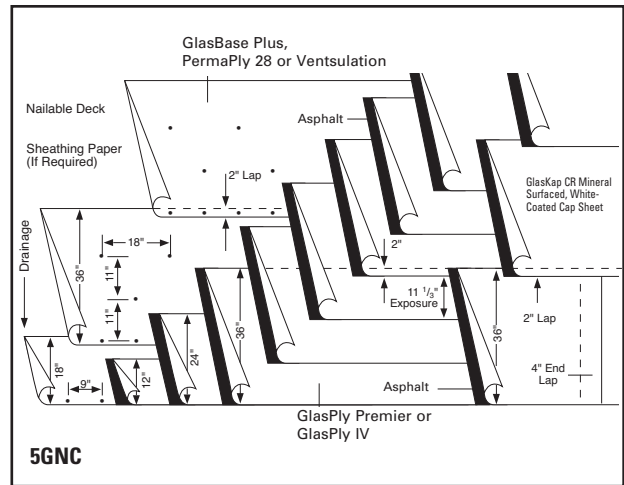 GlasBase Plus,
PermaPly 28 or Ventsulation
Nailable Deck
Asphalt
Sheathing Paper
(If Required)
2" Lap
GlasKap CR Mineral
Surfaced, White-
Coated Cap Sheet
Drainage
36"
18"
11"
11"
2"
11 1/3"
Exposure
2" Lap
18"
9"
12"
24"
36"
36"
4" End
Lap
Asphalt
GlasPly Premier or
GlasPly IV
5GNC